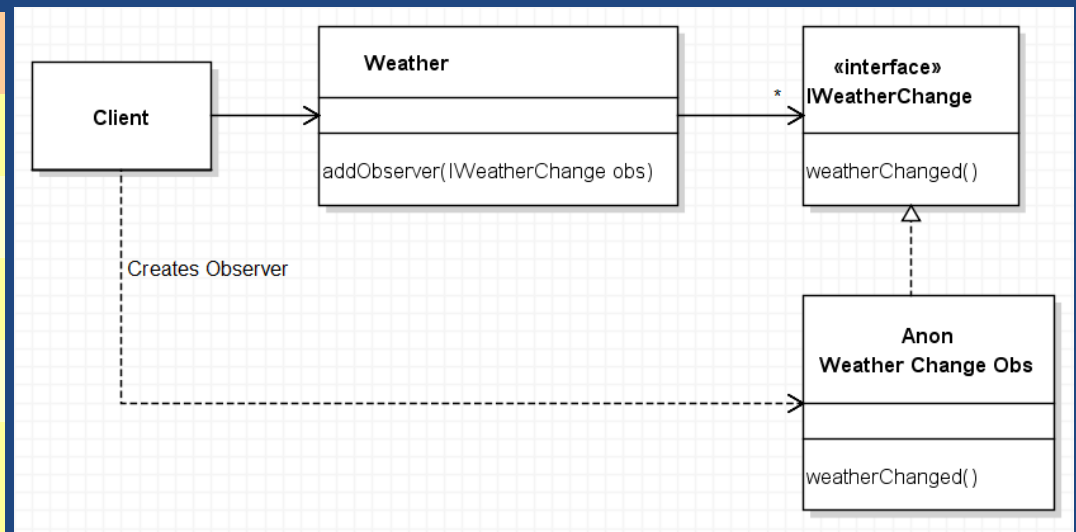 Client
Weather
addObserver(IWeatherChange obs)
*
«interface»
IWeatherChange
weatherChanged()
Creates Observer
Anon
Weather Change Obs
weatherChanged()